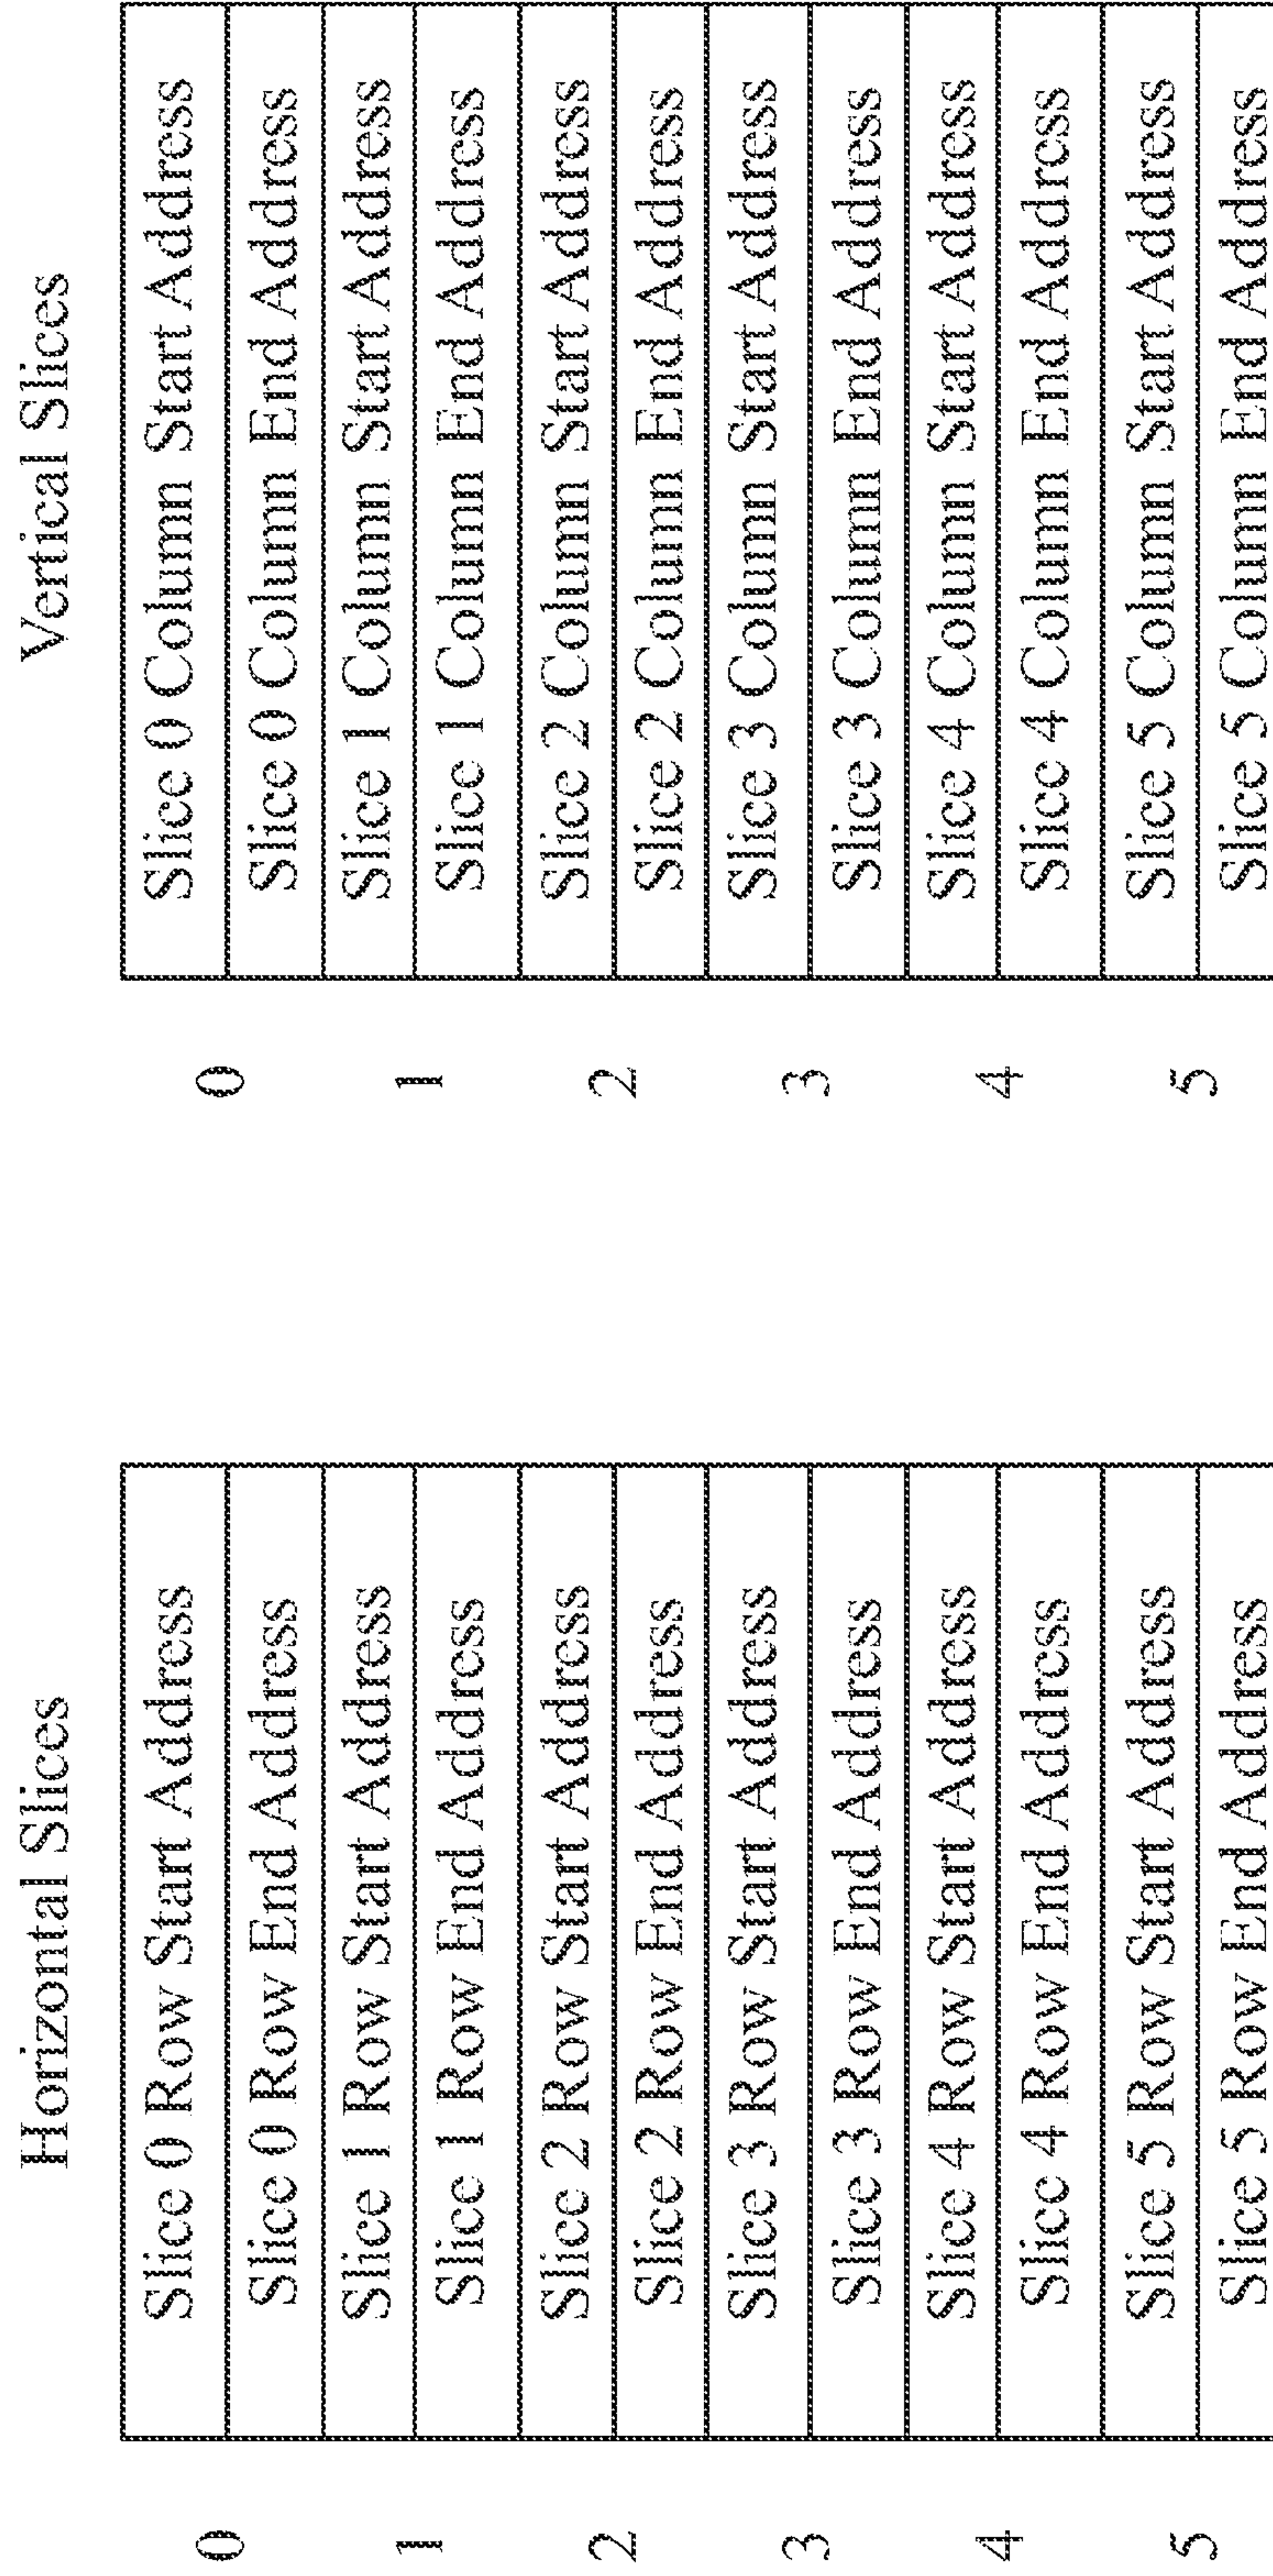 Horizontal Slices
0
Slice 0 Row Start Address
Slice 0 Row End Address
1
Slice 1 Row Start Address
Slice 1 Row End Address
2
Slice 2 Row Start Address
Slice 2 Row End Address
3
Slice 3 Row Start Address
Slice 3 Row End Address
4
Slice 4 Row Start Address
Slice 4 Row End Address
5
Slice 5 Row Start Address
Slice 5 Row End Address
Vertical Slices
0
Slice 0 Column Start Address
Slice 0 Column End Address
1
Slice 1 Column Start Address
Slice 1 Column End Address
2
Slice 2 Column Start Address
Slice 2 Column End Address
3
Slice 3 Column Start Address
Slice 3 Column End Address
4
Slice 4 Column Start Address
Slice 4 Column End Address
5
Slice 5 Column Start Address
Slice 5 Column End Address